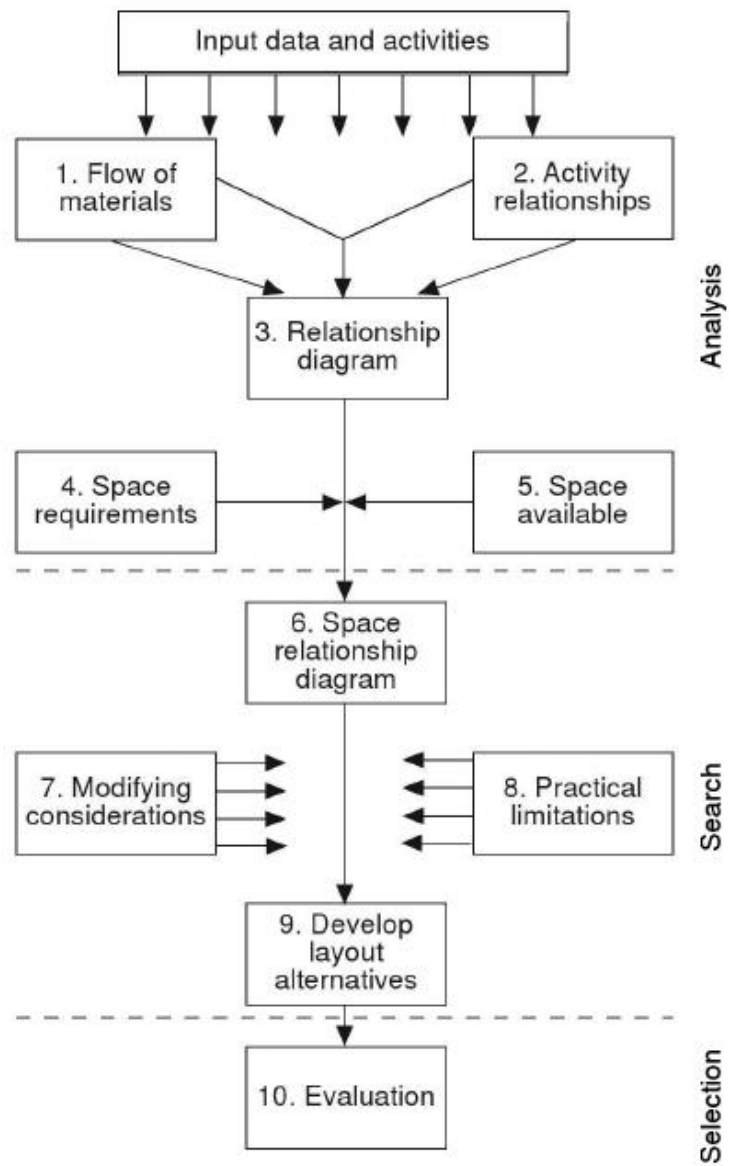 Input data and activities
1. Flow of
materials
2. Activity
relationships
3. Relationship
diagram
Analysis
4. Space
requirements
5. Space
available
6. Space
relationship
diagram
7. Modifying
considerations
8. Practical
limitations
Search
9. Develop
layout
alternatives
10. Evaluation
Selection